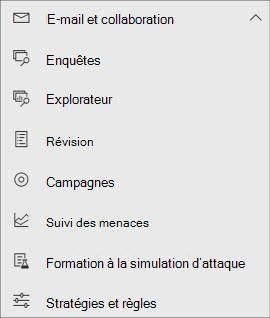 E-mail et collaboration
Enquêtes
Explorateur
Révision
Campagnes
Suivi des menaces
Formation à la simulation d'attaque
Stratégies et règles